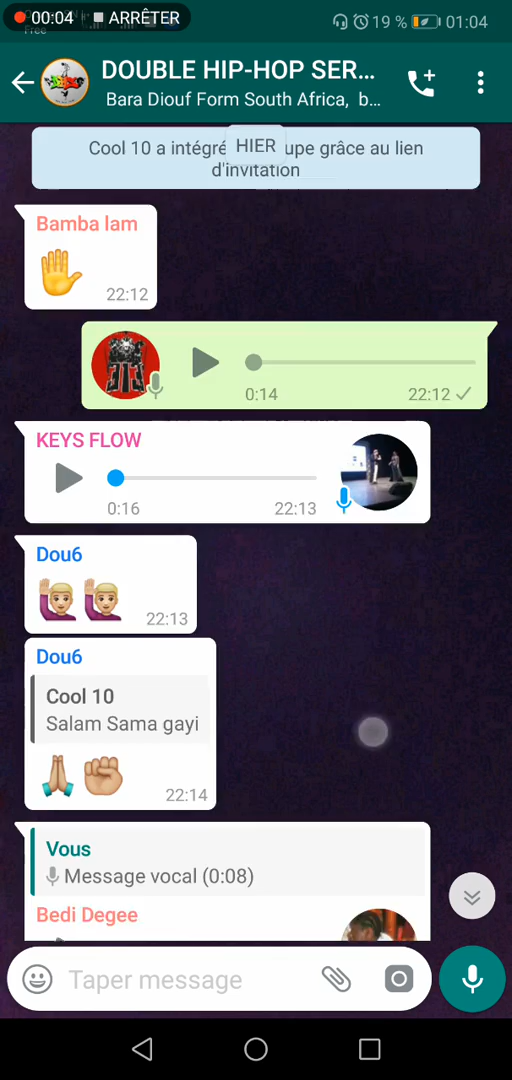 00:04 ARRÊTER
Free
19 % 01:04
DOUBLE HIP-HOP SER...
Bara Diouf Form South Africa, b...
Cool 10 a intégré HIER upe grâce au lien
d'invitation
Bamba lam
22:12
0:14 22:12
KEYS FLOW
0:16 22:13
Dou6
22:13
Dou6
Cool 10
Salam Sama gayi
22:14
Vous
Message vocal (0:08)
Bedi Degee
Taper message